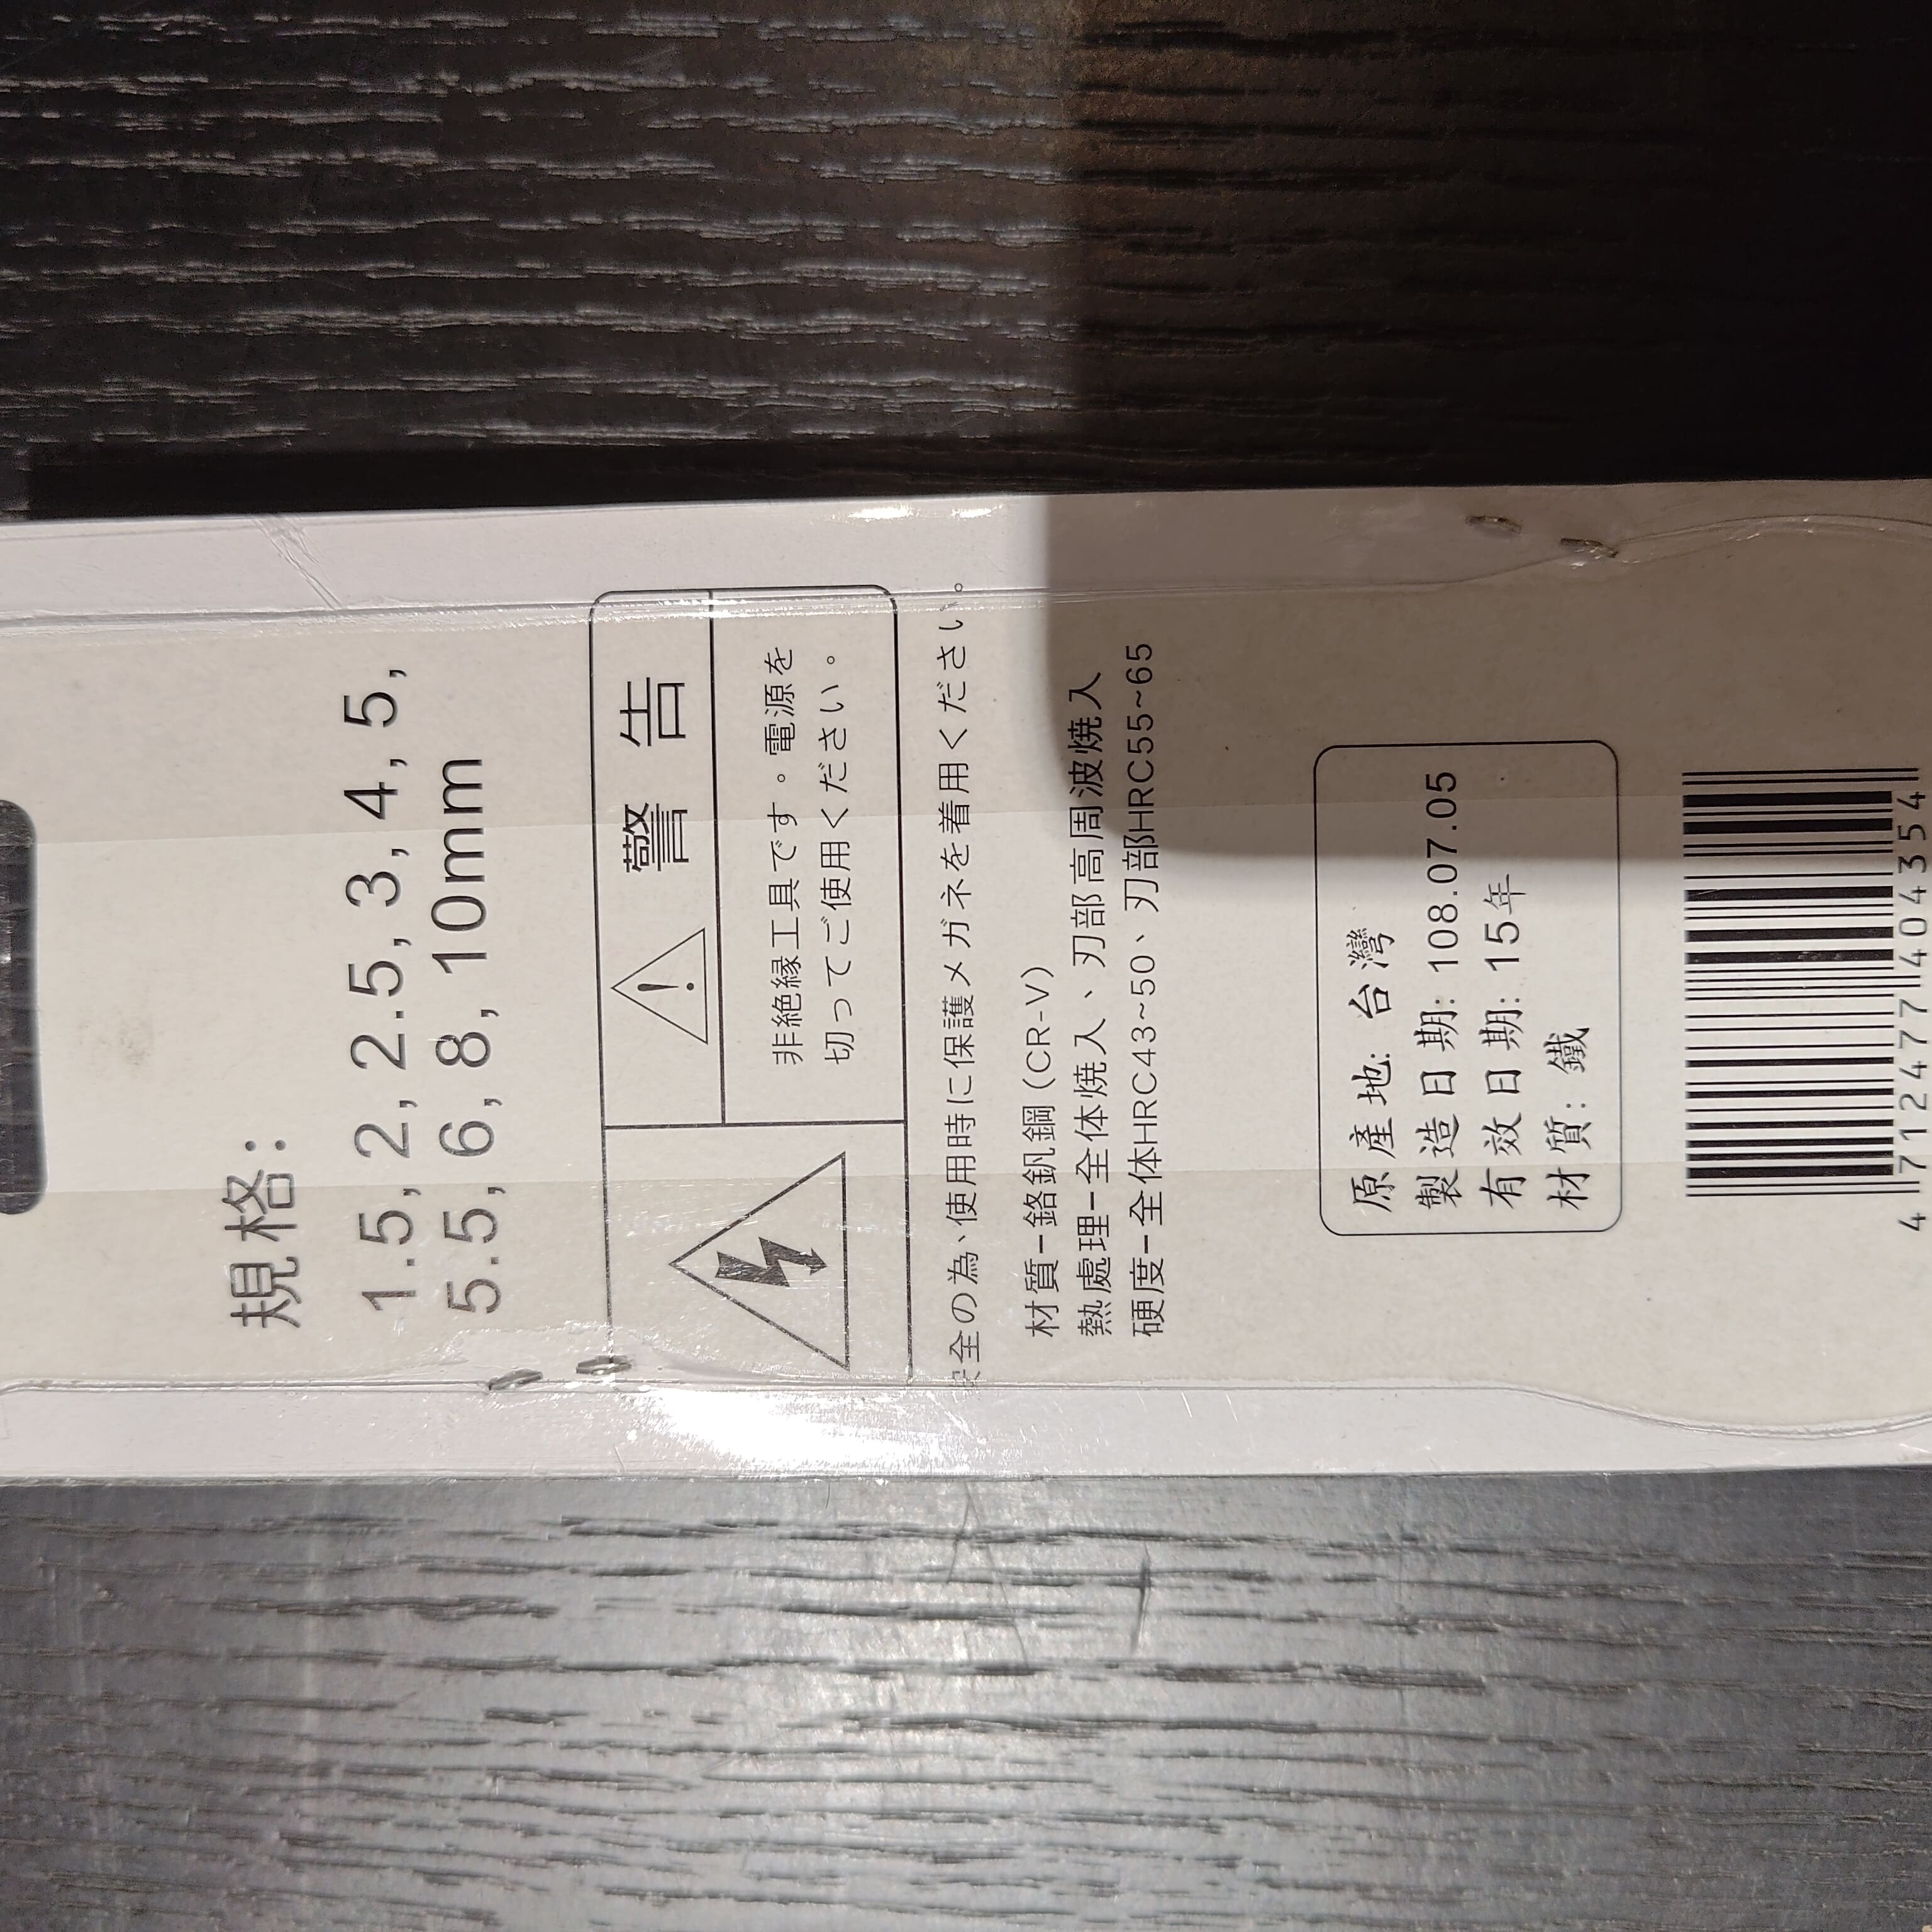 規格:
1.5, 2, 2.5, 3, 4, 5,
5.5, 6, 8, 10mm
警告
非絶縁工具です。電源を
切ってご使用ください。
安全の為、使用時に保護メガネを着用ください。
材質-鉻釩鋼(CR-V)
熱處理-全体焼入、刃部高周波焼入
硬度-全体HRC43~50、刃部HRC55~65
原產地: 台灣
製造日期: 108.07.05
有效日期: 15年
材質: 鐵
4 712477 404354